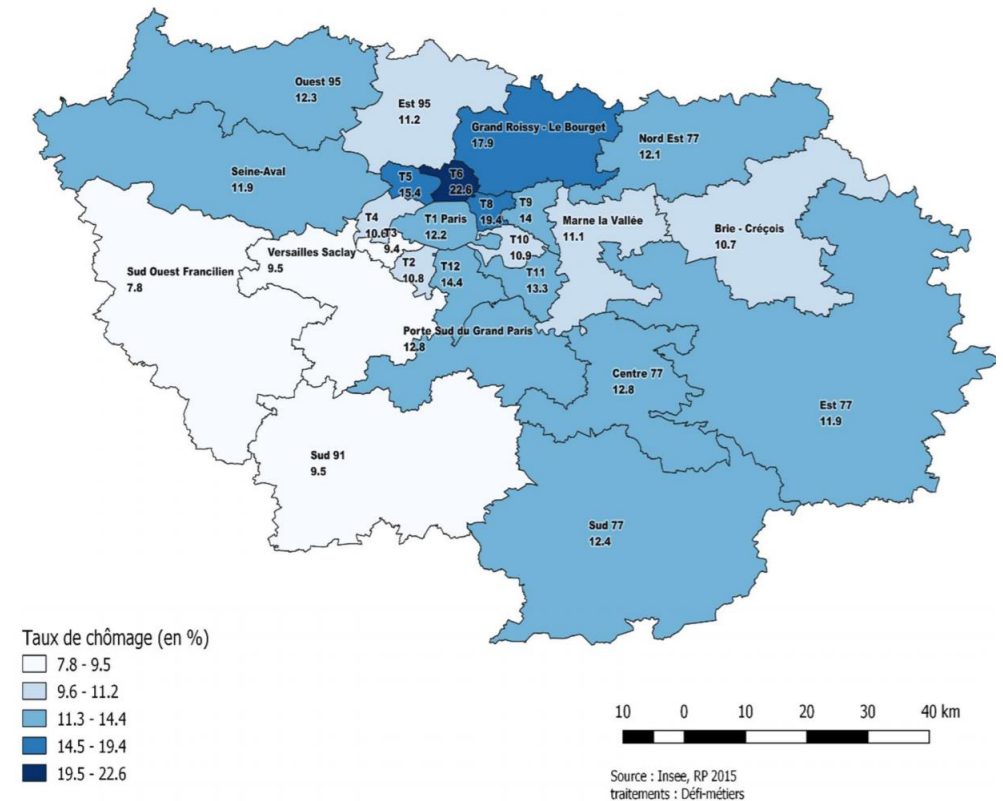 Ouest 95
12.3
Est 95
11.2
Grand Roissy - Le Bourget
17.9
Nord Est 77
12.1
Seine-Aval
11.9
T5
15.4
T6
22.6
T8
19.4
T9
14
Marne la Vallée
11.1
Brie - Créçois
10.7
T4
10.6
T3
9.4
T1 Paris
12.2
T10
10.9
Versailles Saclay
9.5
Sud Ouest Francilien
7.8
T2
10.8
T12
14.4
T11
13.3
Porte Sud du Grand Paris
12.8
Centre 77
12.8
Est 77
11.9
Sud 91
9.5
Sud 77
12.4
Taux de chômage (en %)
7.8 - 9.5
9.6 - 11.2
11.3 - 14.4
14.5 - 19.4
19.5 - 22.6
10 0 10 20 30 40 km
Source : Insee, RP 2015
traitements : Défi-métiers